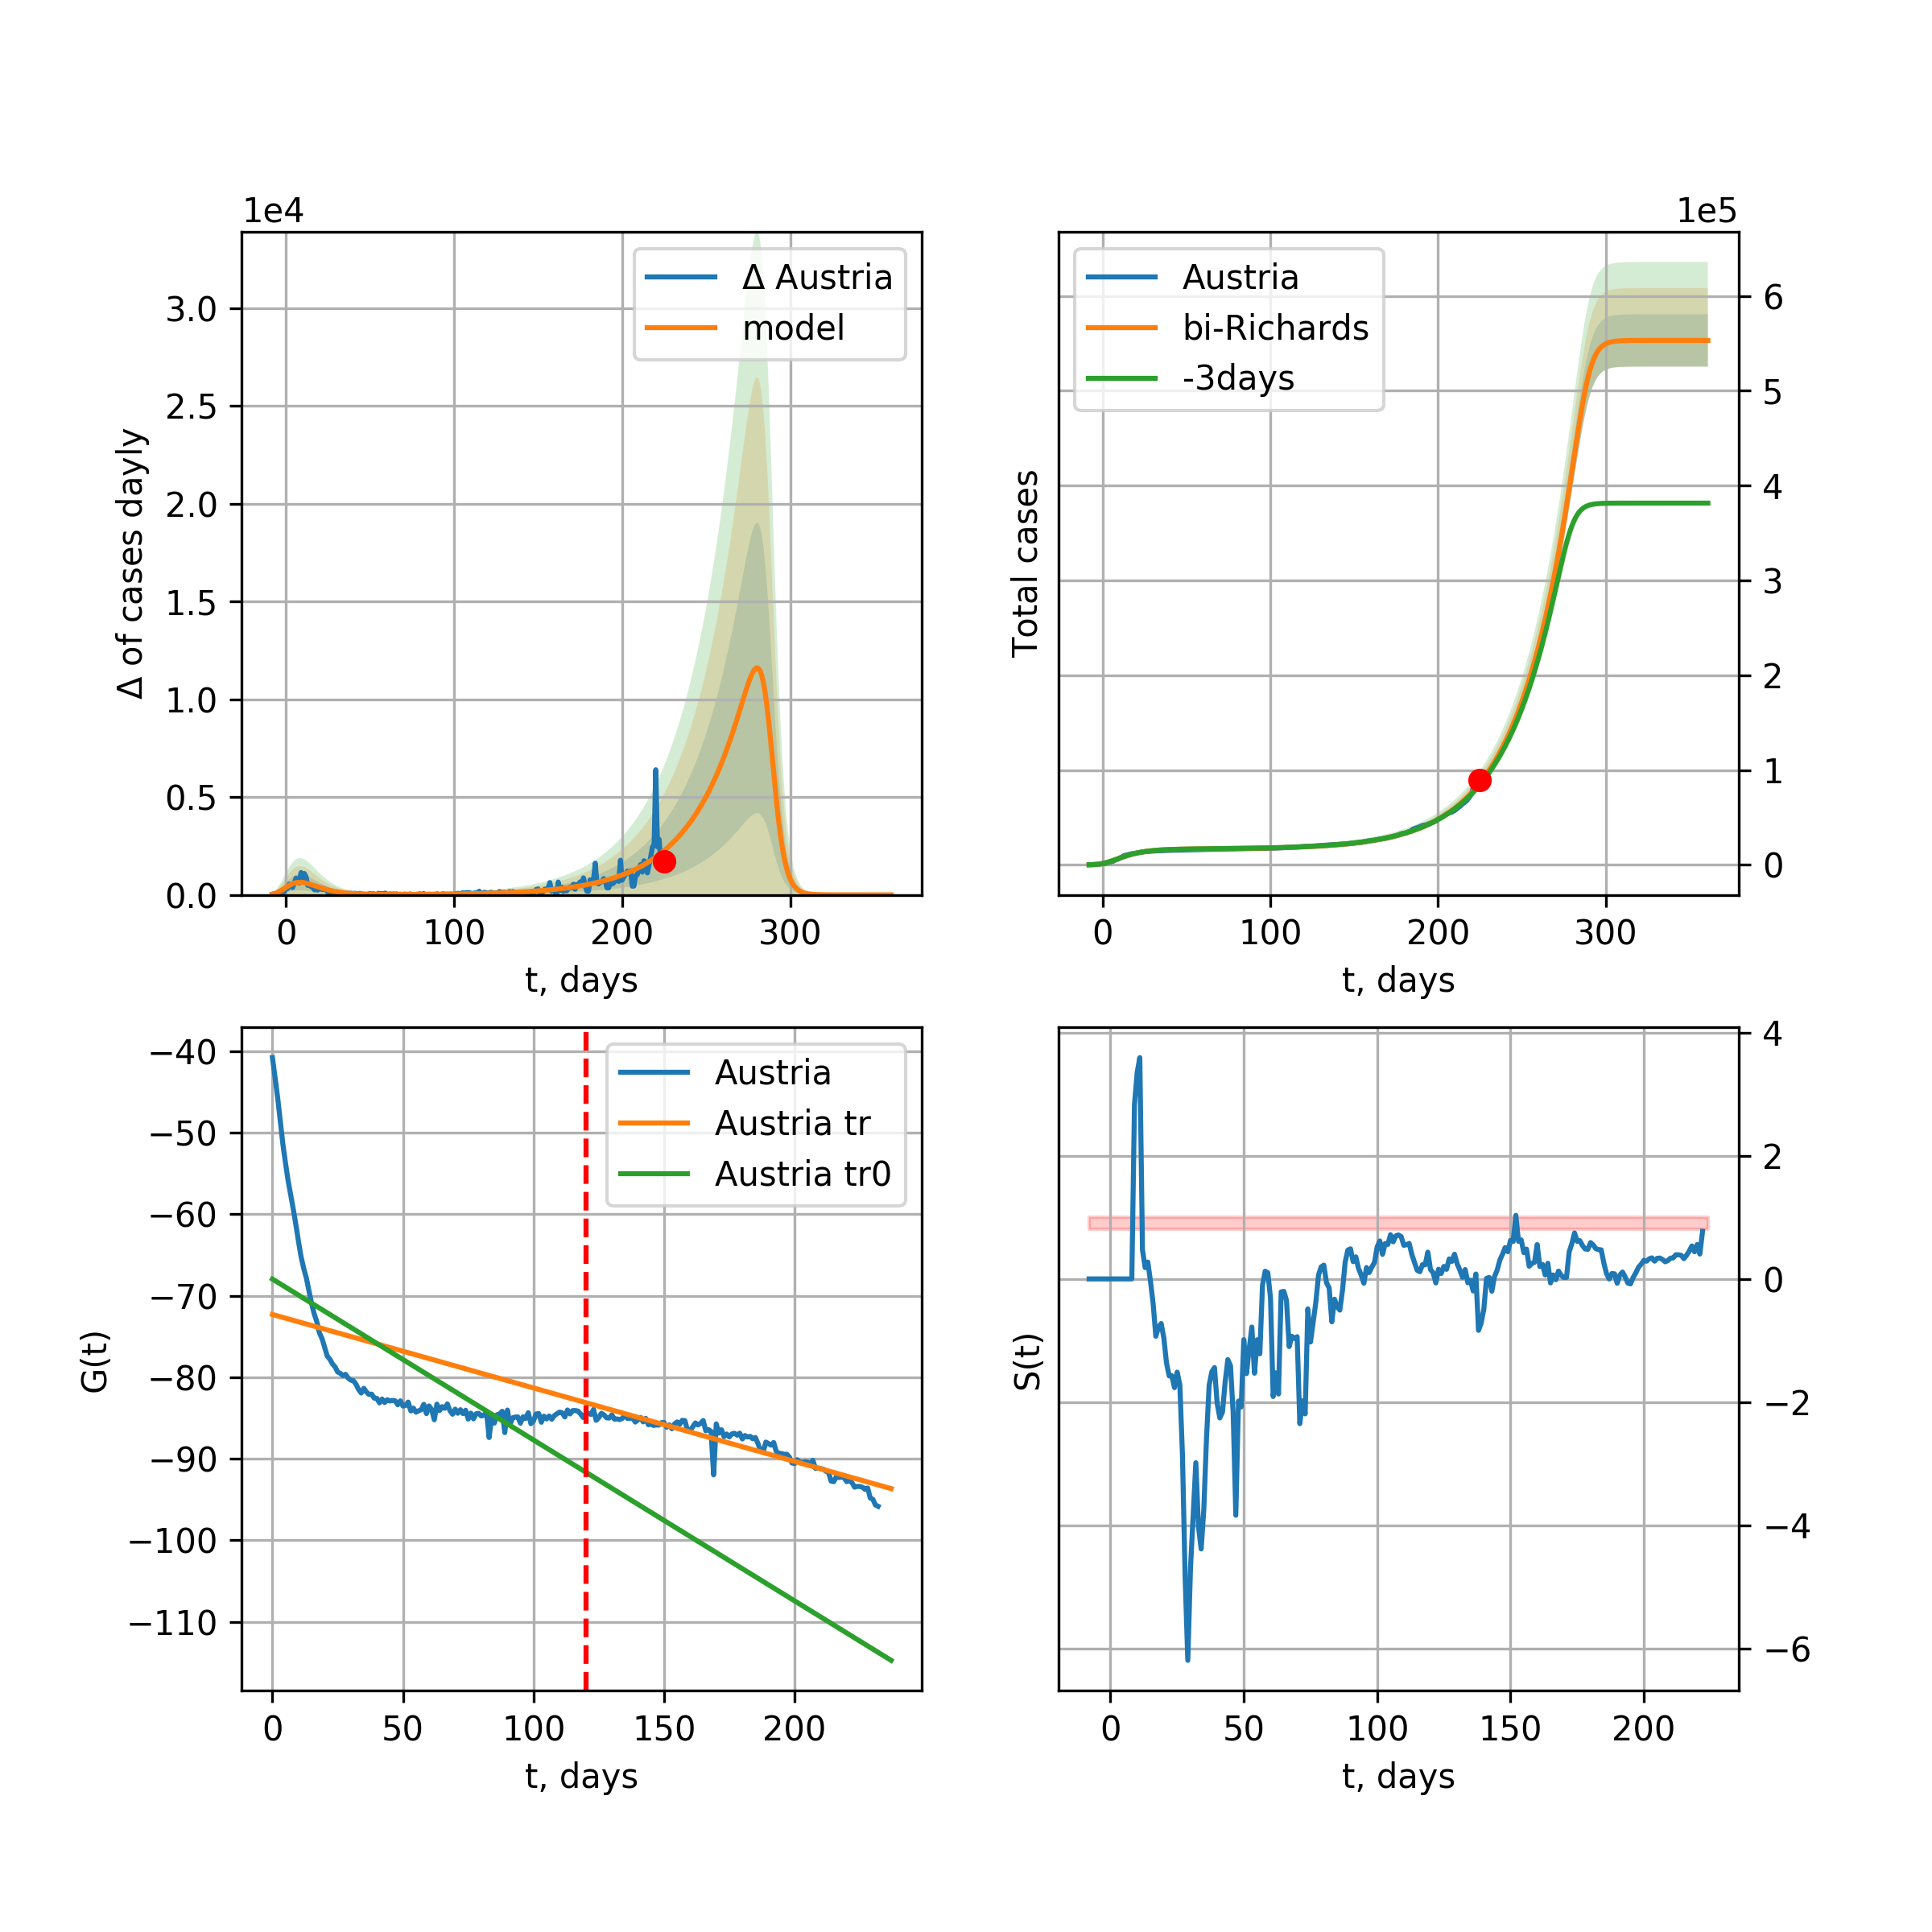 1e4
Δ of cases dayly
3.0
2.5
2.0
1.5
1.0
0.5
0.0
0 100 200 300
t, days
Δ Austria
model
1e5
Total cases
6
5
4
3
2
1
0
0 100 200 300
t, days
Austria
bi-Richards
-3days
G(t)
−40
−50
−60
−70
−80
−90
−100
−110
0 50 100 150 200
t, days
Austria
Austria tr
Austria tr0
S(t)
4
2
0
−2
−4
−6
0 50 100 150 200
t, days